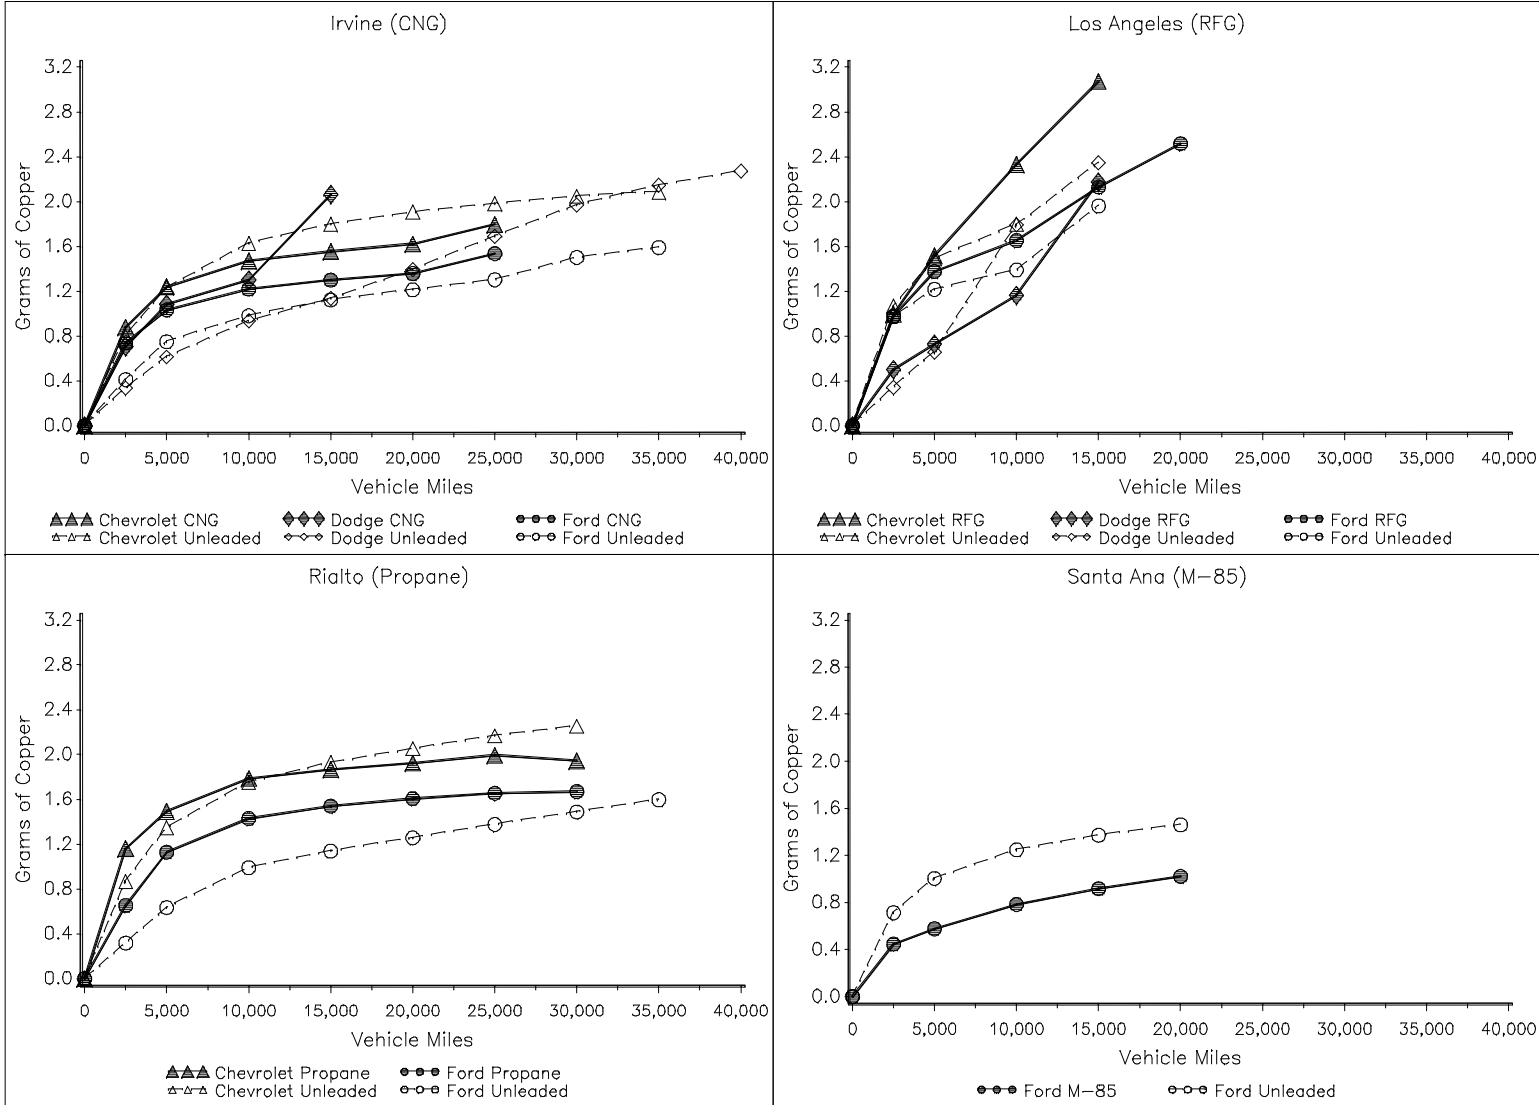 Irvine (CNG)
3.2
2.8
2.4
2.0
1.6
1.2
0.8
0.4
0.0
Grams of Copper
0 5,000 10,000 15,000 20,000 25,000 30,000 35,000 40,000
Vehicle Miles
Chevrolet CNG Dodge CNG Ford CNG
Chevrolet Unleaded Dodge Unleaded Ford Unleaded
Los Angeles (RFG)
3.2
2.8
2.4
2.0
1.6
1.2
0.8
0.4
0.0
Grams of Copper
0 5,000 10,000 15,000 20,000 25,000 30,000 35,000 40,000
Vehicle Miles
Chevrolet RFG Dodge RFG Ford RFG
Chevrolet Unleaded Dodge Unleaded Ford Unleaded
Rialto (Propane)
3.2
2.8
2.4
2.0
1.6
1.2
0.8
0.4
0.0
Grams of Copper
0 5,000 10,000 15,000 20,000 25,000 30,000 35,000 40,000
Vehicle Miles
Chevrolet Propane Ford Propane
Chevrolet Unleaded Ford Unleaded
Santa Ana (M-85)
3.2
2.8
2.4
2.0
1.6
1.2
0.8
0.4
0.0
Grams of Copper
0 5,000 10,000 15,000 20,000 25,000 30,000 35,000 40,000
Vehicle Miles
Ford M-85 Ford Unleaded